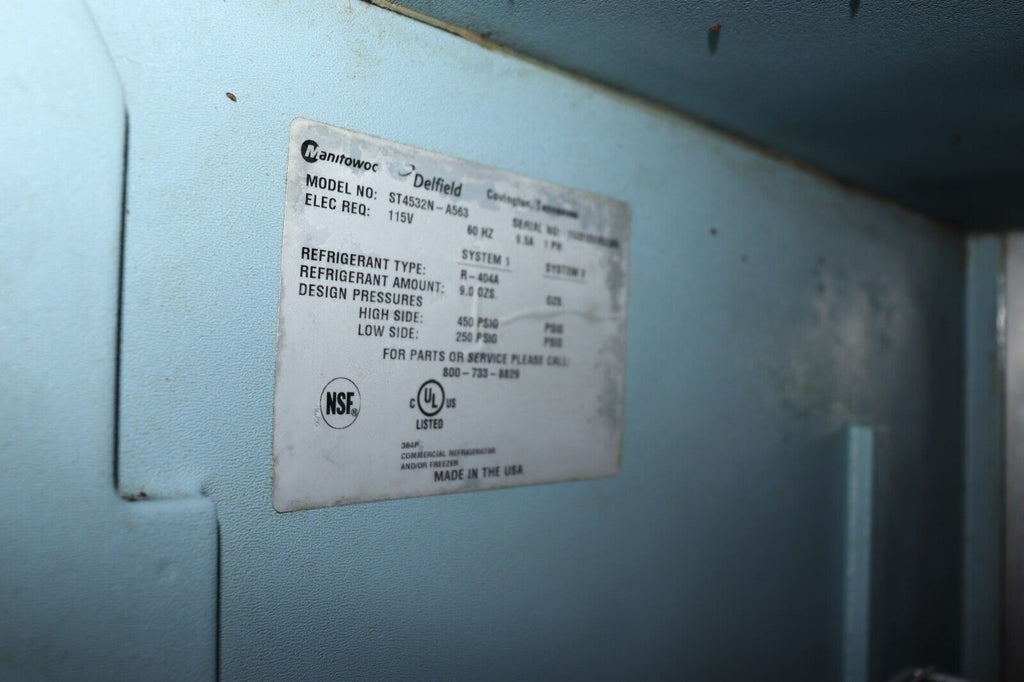 Manitowoc Delfield Covington, Tennessee
MODEL NO: ST4532N-A563 SERIAL NO:
ELEC REQ: 115V 60 HZ 1 PH
SYSTEM 1 SYSTEM 2
REFRIGERANT TYPE: R-404A
REFRIGERANT AMOUNT: 9.0 OZS. OZS.
DESIGN PRESSURES
HIGH SIDE: 450 PSIG PSIG
LOW SIDE: 250 PSIG PSIG
FOR PARTS OR SERVICE PLEASE CALL:
800-733-8829
NSF®
C UL US
LISTED
384P
COMMERCIAL REFRIGERATOR
AND/OR FREEZER
MADE IN THE USA